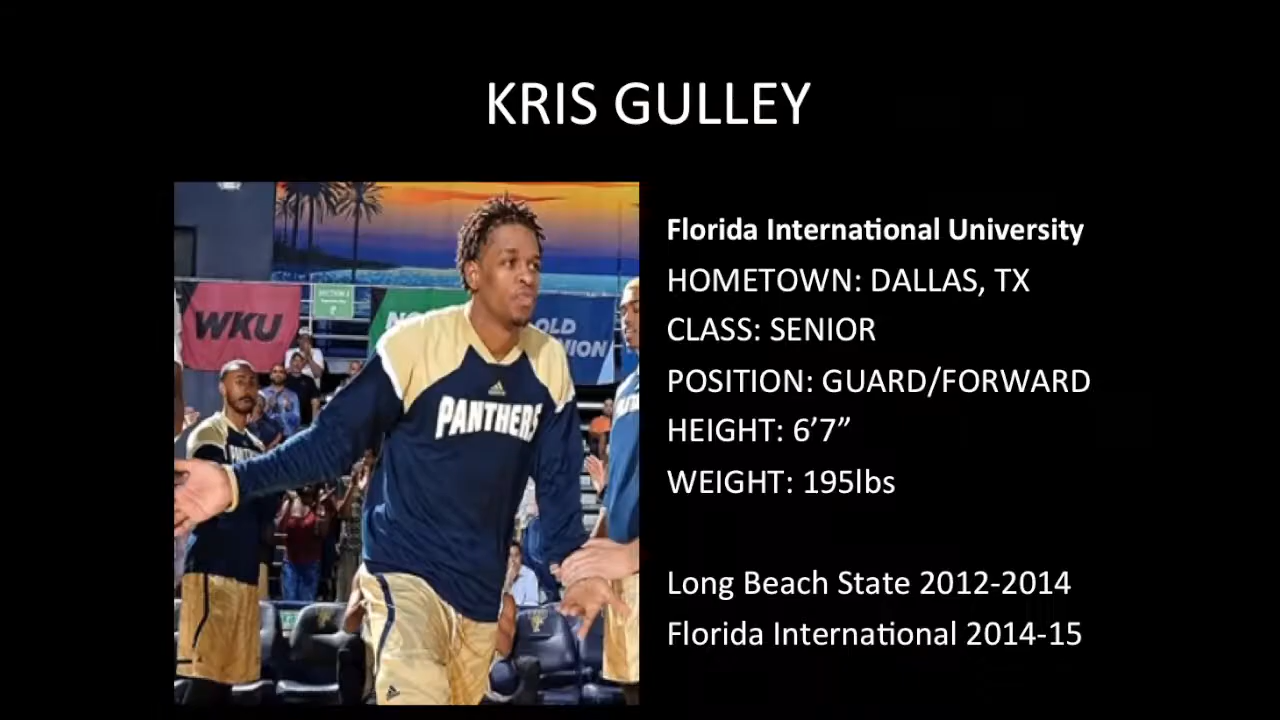 KRIS GULLEY
Florida International University
HOMETOWN: DALLAS, TX
CLASS: SENIOR
POSITION: GUARD/FORWARD
HEIGHT: 6’7”
WEIGHT: 195lbs
Long Beach State 2012-2014
Florida International 2014-15
WKU
OLD
PANTHERS